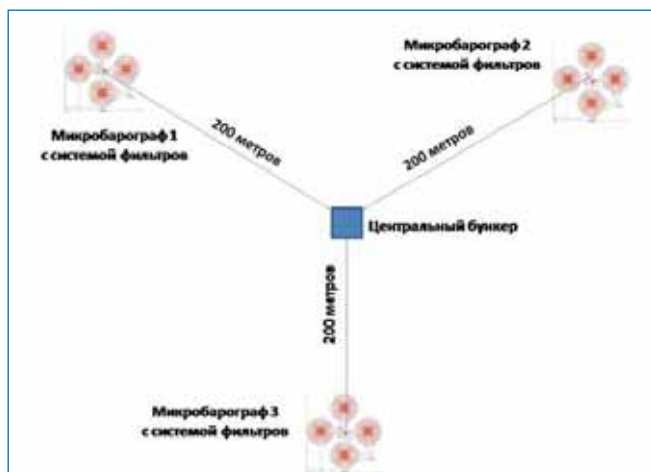 Микробарограф 2
с системой фильтров
Микробарограф 1
с системой фильтров
200 метров
200 метров
Центральный бункер
200 метров
Микробарограф 3
с системой фильтров